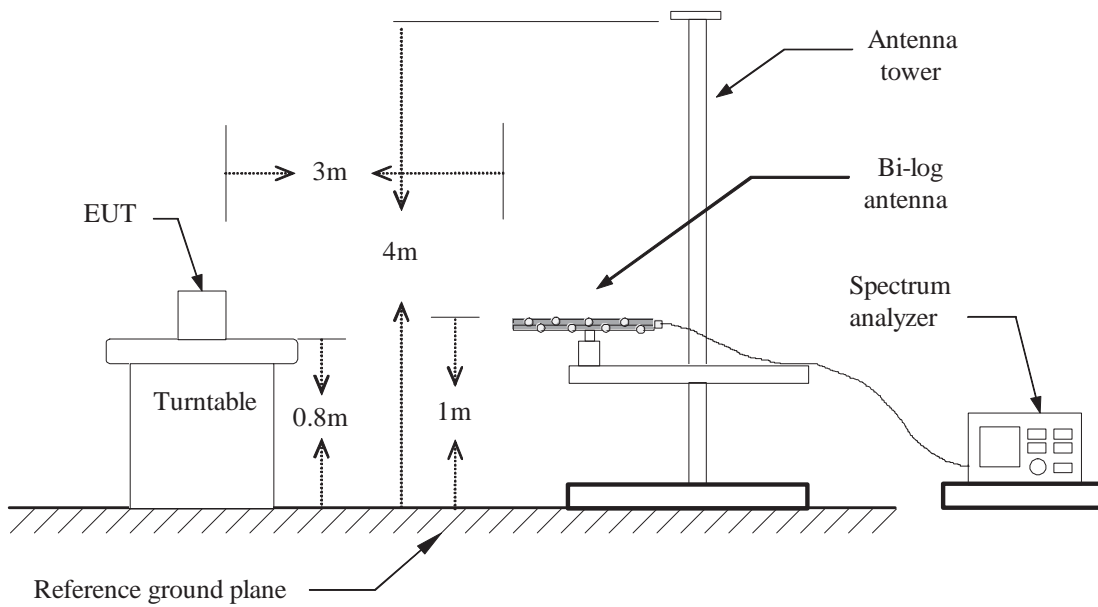 Antenna
tower
3m
Bi-log
antenna
EUT
4m
Spectrum
analyzer
Turntable
0.8m
1m
Reference ground plane